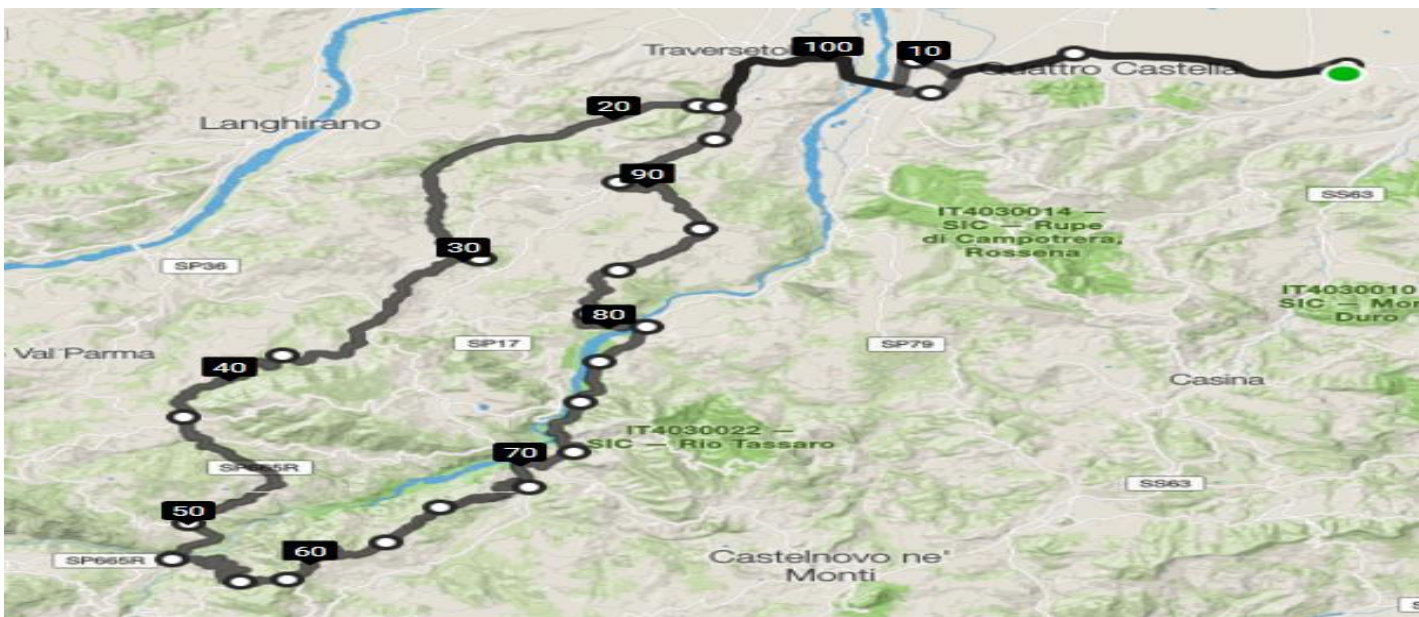 Traverseto
100
10
Quattro Castella
20
Langhirano
90
SS63
IT4030014 —
SIC — Rupe
di Campotrera,
Rossena
30
SP36
IT4030010
SIC — Mon
Duro
80
Val Parma
SP17
SP79
40
Casina
IT4030022 —
SIC — Rio Tassaro
70
SP665R
SS63
50
60
SP665R
Castelnovo ne'
Monti